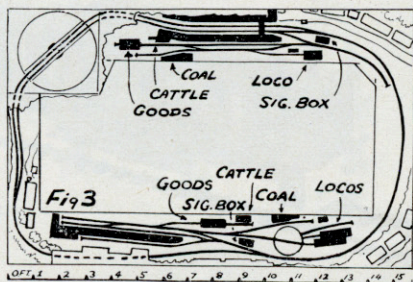 COAL
CATTLE
GOODS
LOCO
SIG. BOX
Fig 3
GOODS
CATTLE
SIG. BOX
COAL
LOCOS
0FT. 1 2 3 4 5 6 7 8 9 10 11 12 13 14 15